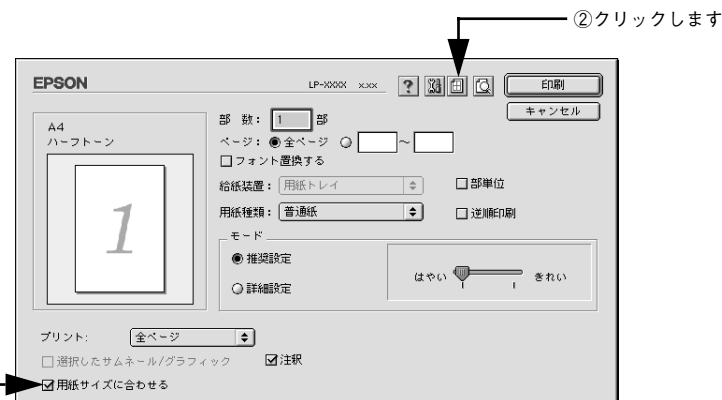 ②クリックします
EPSON
LP-XXXX x.xx
?
印刷
キャンセル
A4
ハーフトーン
1
部 数: 1 部
ページ: 全ページ ～
フォント置換する
給紙装置: 用紙トレイ
部単位
用紙種類: 普通紙
逆順印刷
モード
推奨設定
詳細設定
はやい きれい
プリント: 全ページ
選択したサムネール/グラフィック
注釈
用紙サイズに合わせる